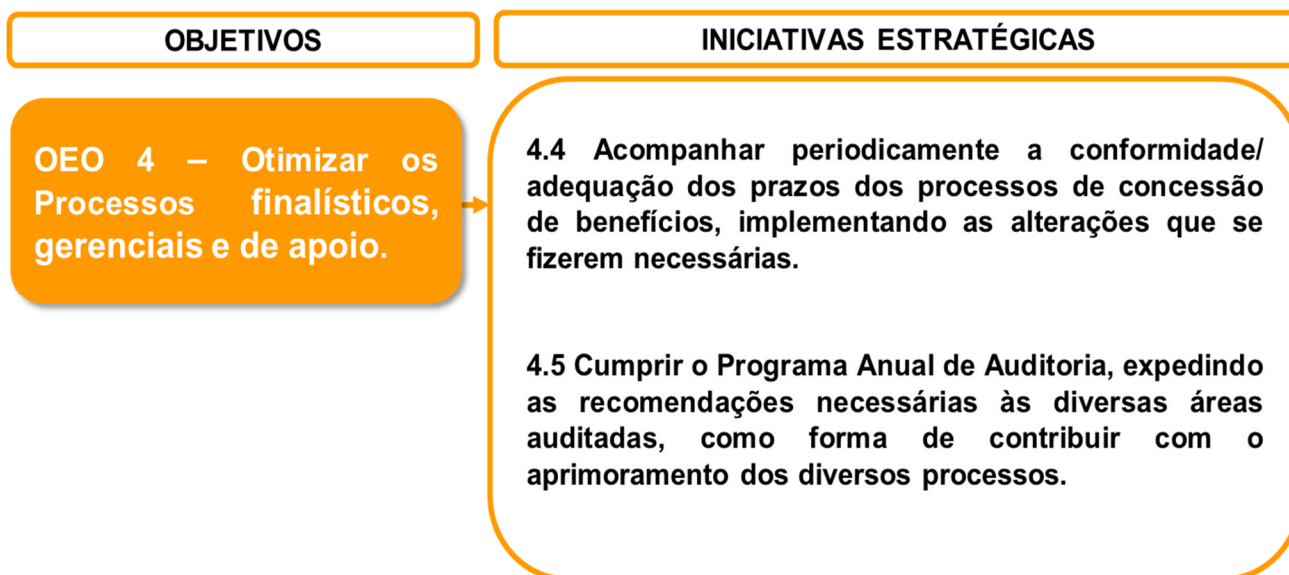 OBJETIVOS
INICIATIVAS ESTRATÉGICAS
OEO 4 – Otimizar os
Processos finalísticos,
gerenciais e de apoio.
4.4 Acompanhar periodicamente a conformidade/
adequação dos prazos dos processos de concessão
de benefícios, implementando as alterações que se
fizerem necessárias.
4.5 Cumprir o Programa Anual de Auditoria, expedindo
as recomendações necessárias às diversas áreas
auditadas, como forma de contribuir com o
aprimoramento dos diversos processos.